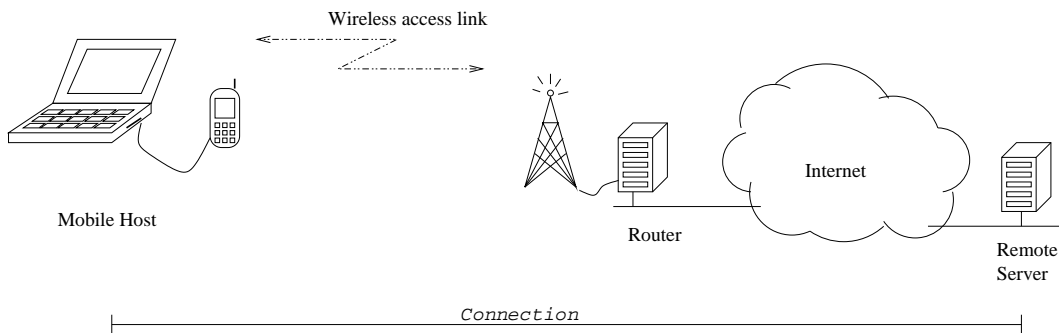 Wireless access link
Internet
Mobile Host
Router
Remote
Server
Connection